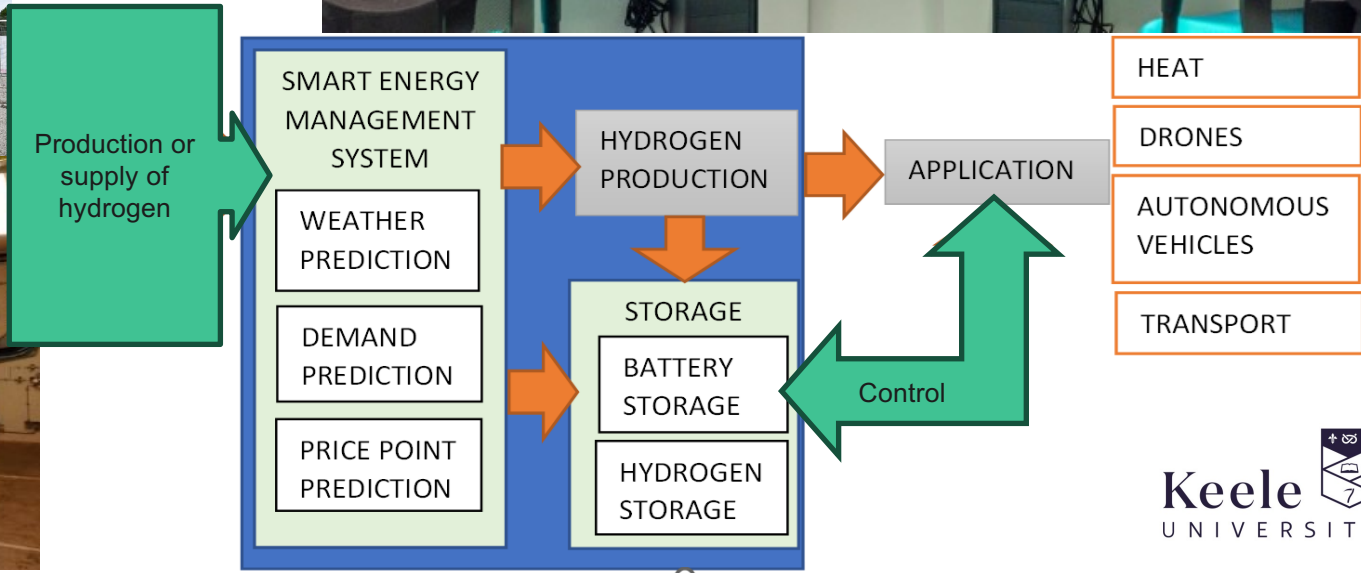 Production or
supply of
hydrogen
SMART ENERGY
MANAGEMENT
SYSTEM
WEATHER
PREDICTION
DEMAND
PREDICTION
PRICE POINT
PREDICTION
HYDROGEN
PRODUCTION
STORAGE
BATTERY
STORAGE
HYDROGEN
STORAGE
Control
APPLICATION
HEAT
DRONES
AUTONOMOUS
VEHICLES
TRANSPORT
Keele
UNIVERSIT